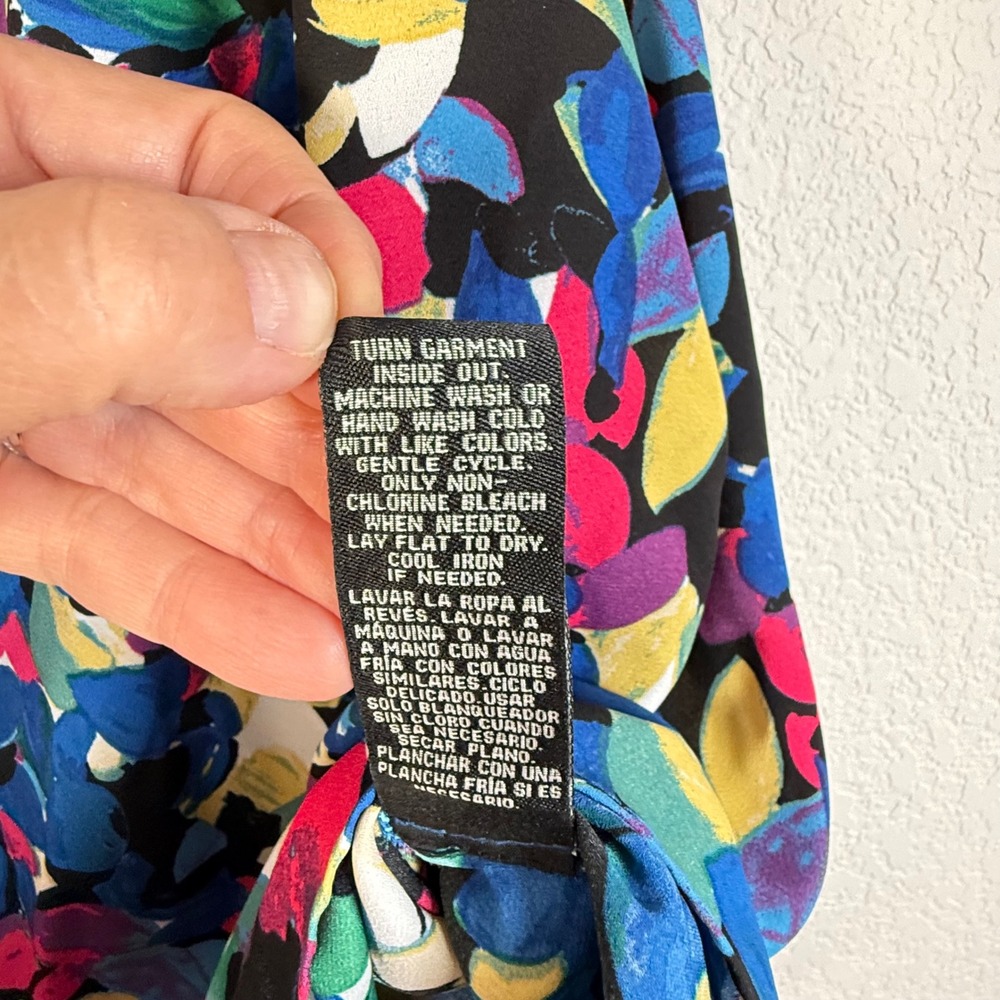 TURN GARMENT
INSIDE OUT.
MACHINE WASH OR
HAND WASH COLD
WITH LIKE COLORS.
GENTLE CYCLE.
ONLY NON-
CHLORINE BLEACH
WHEN NEEDED.
LAY FLAT TO DRY.
COOL IRON
IF NEEDED.
LAVAR LA ROPA AL
REVÉS. LAVAR A
MÁQUINA O LAVAR
A MANO CON AGUA
FRÍA CON COLORES
SIMILARES.CICLO
DELICADO.USAR
SOLO BLANQUEADOR
SIN CLORO CUANDO
SEA NECESARIO.
SECAR PLANO.
PLANCHAR CON UNA
PLANCHA FRÍA SI ES
NECESARIO.